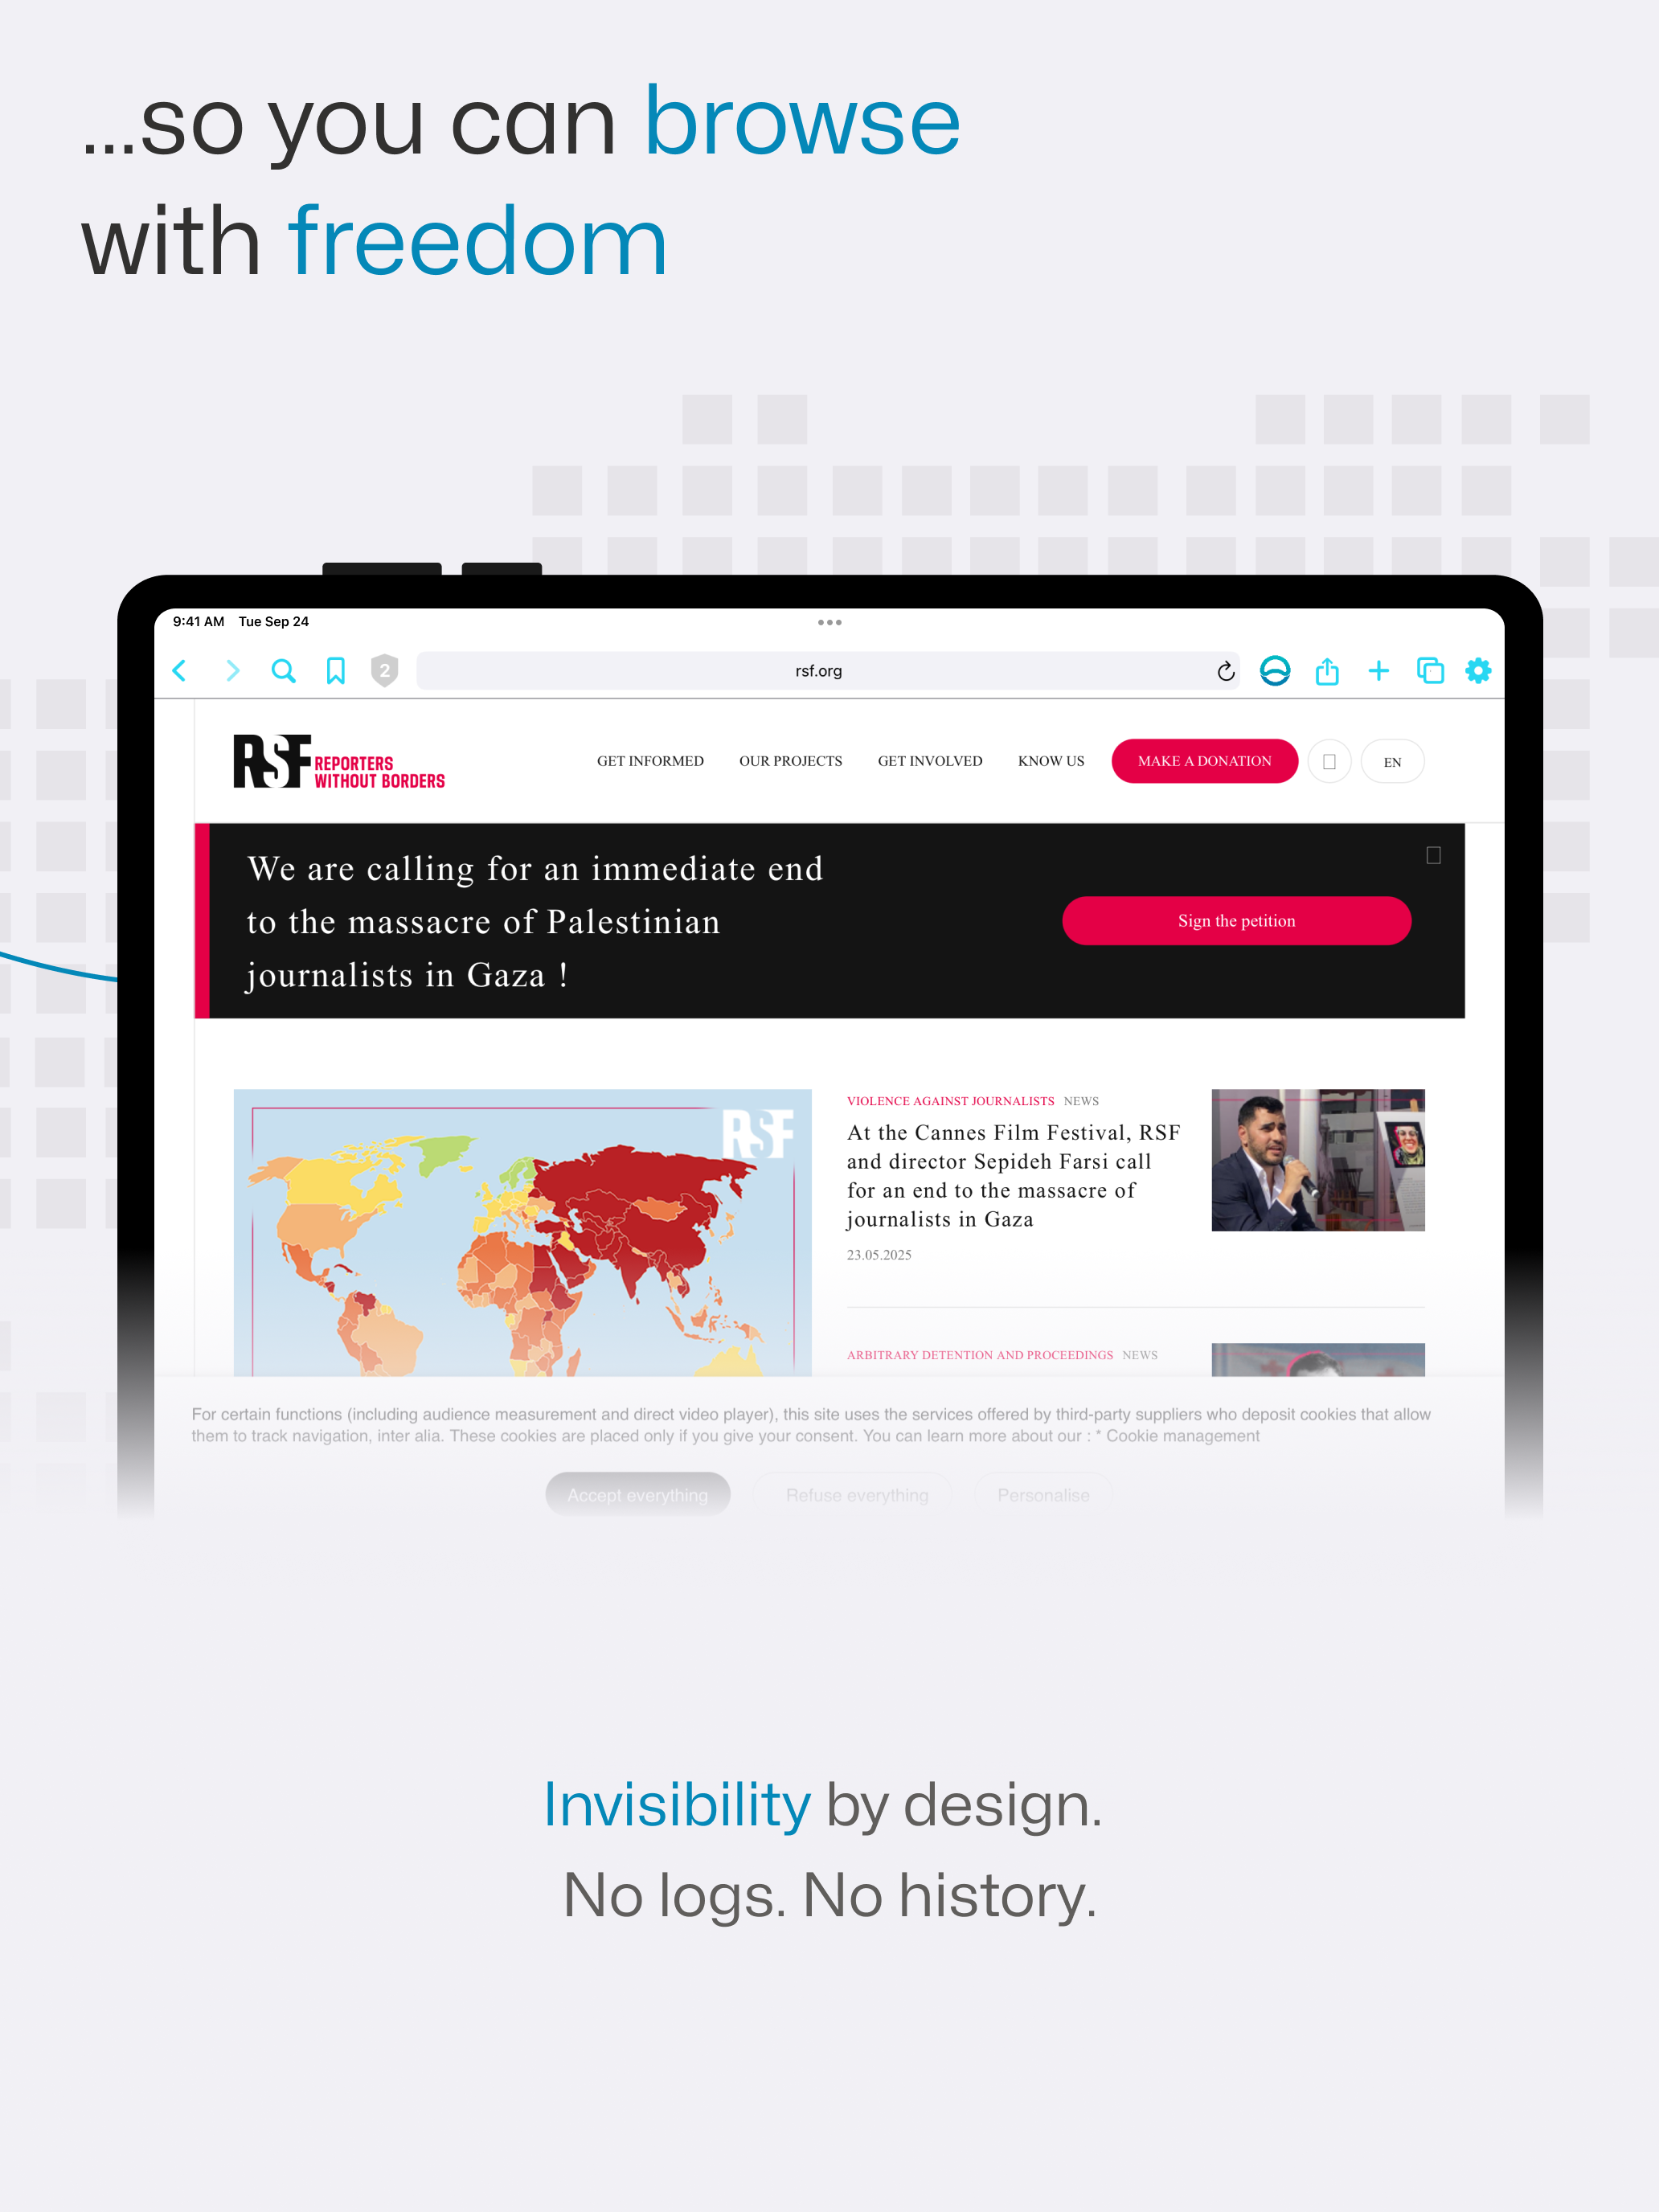 ...so you can browse
with freedom
9:41 AM Tue Sep 24
2
rsf.org
RSF REPORTERS
WITHOUT BORDERS
GET INFORMED OUR PROJECTS GET INVOLVED KNOW US MAKE A DONATION EN
We are calling for an immediate end
to the massacre of Palestinian
journalists in Gaza !
Sign the petition
RSF
VIOLENCE AGAINST JOURNALISTS NEWS
At the Cannes Film Festival, RSF
and director Sepideh Farsi call
for an end to the massacre of
journalists in Gaza
23.05.2025
ARBITRARY DETENTION AND PROCEEDINGS NEWS
For certain functions (including audience measurement and direct video player), this site uses the services offered by third-party suppliers who deposit cookies that allow
them to track navigation, inter alia. These cookies are placed only if you give your consent. You can learn more about our : * Cookie management
Accept everything Refuse everything Personalise
Invisibility by design.
No logs. No history.